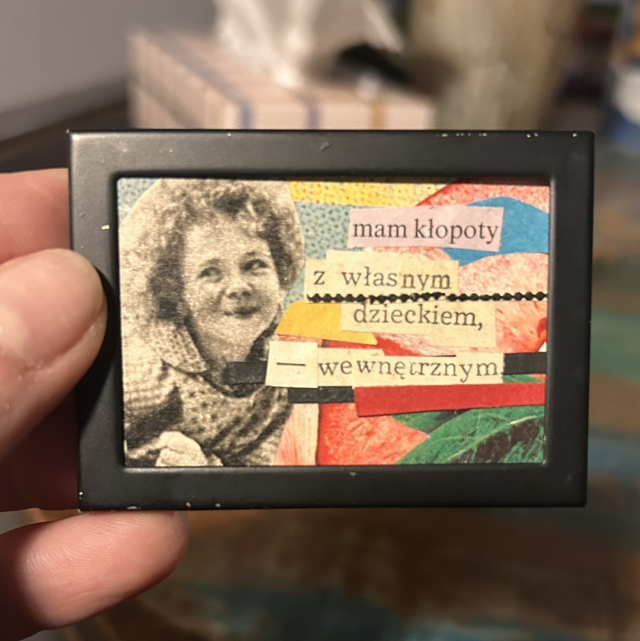 mam kłopoty
z własnym
dzieckiem,
— wewnętrznym